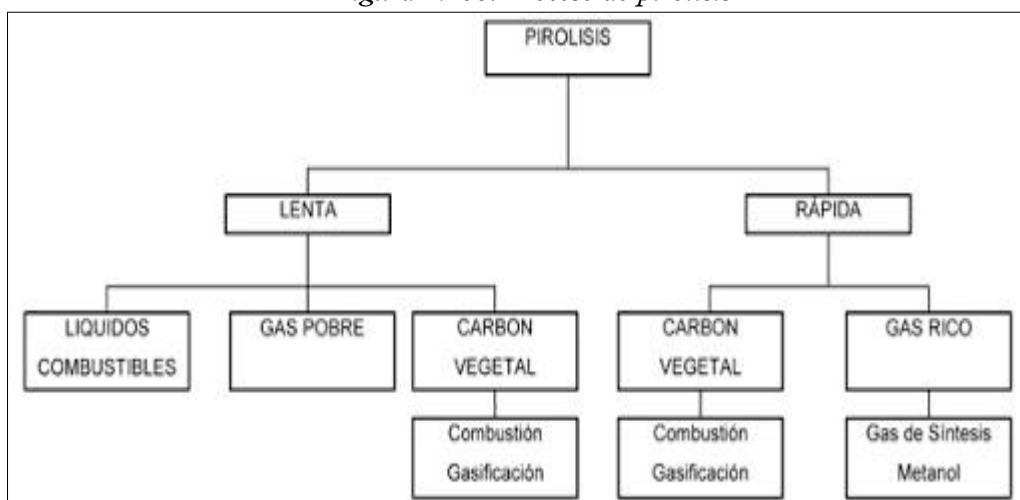 PIROLISIS
LENTA
RÁPIDA
LIQUIDOS
COMBUSTIBLES
GAS POBRE
CARBON
VEGETAL
CARBON
VEGETAL
GAS RICO
Combustión
Gasificación
Combustión
Gasificación
Gas de Síntesis
Metanol